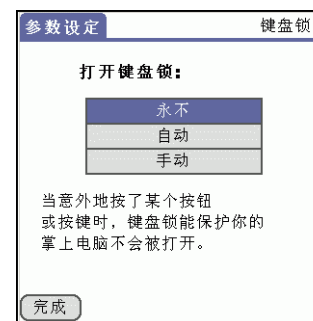 参数设定
键盘锁
打开键盘锁:
永不
自动
手动
当意外地按了某个按钮
或按键时，键盘锁能保护你的
掌上电脑不会被打开。
完成